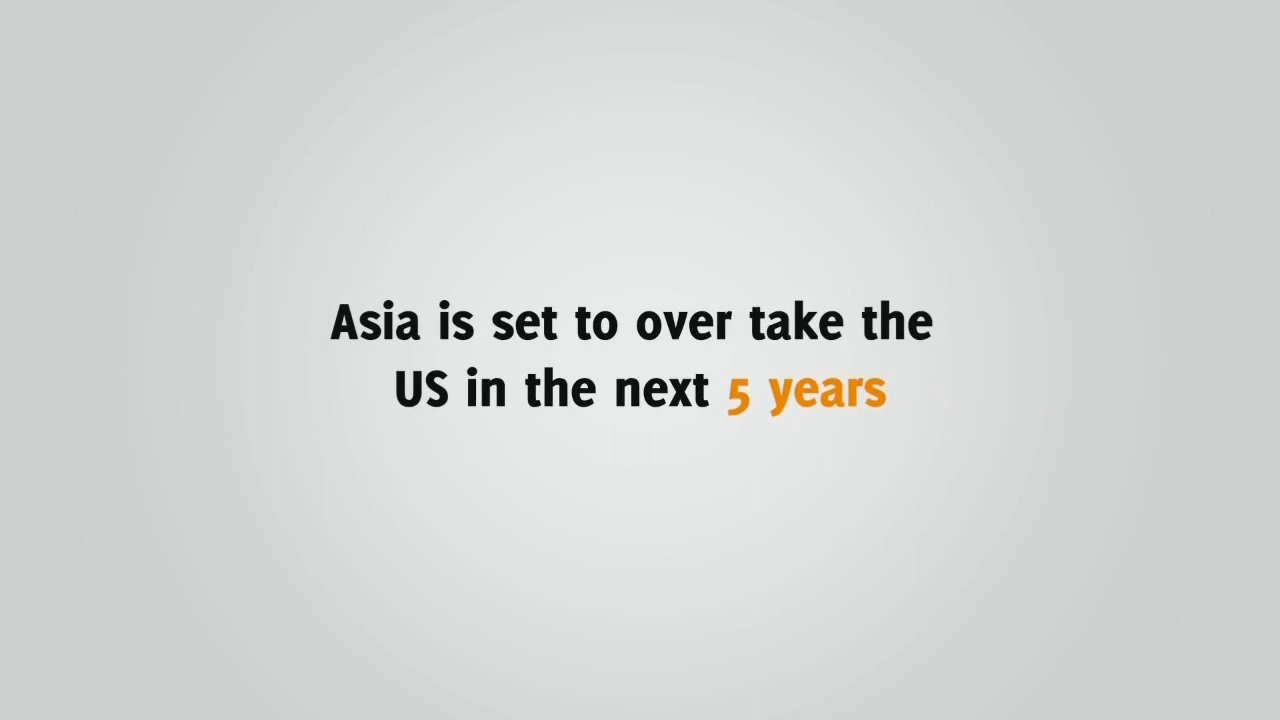 Asia is set to over take the
US in the next 5 years